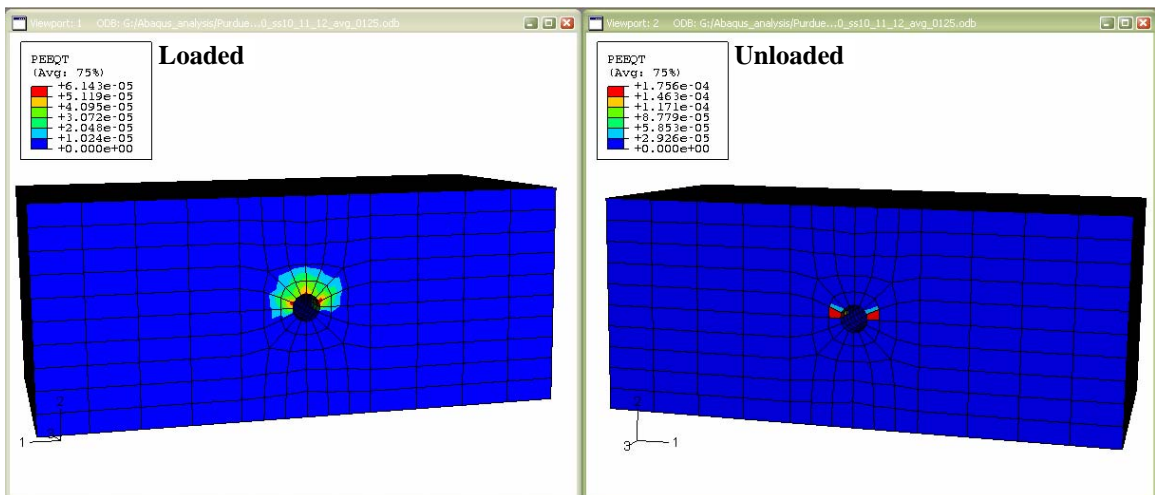 Viewport: 1 ODB: G:/Abaqus_analysis/Purdue...0_ss10_11_12_avg_0125.odb
Loaded
PEEQT
(Avg: 75%)
+6.143e-05
+5.119e-05
+4.095e-05
+3.072e-05
+2.048e-05
+1.024e-05
+0.000e+00
2
1
3
Viewport: 2 ODB: G:/Abaqus_analysis/Purdue...0_ss10_11_12_avg_0125.odb
Unloaded
PEEQT
(Avg: 75%)
+1.756e-04
+1.463e-04
+1.171e-04
+8.779e-05
+5.853e-05
+2.926e-05
+0.000e+00
2
3
1